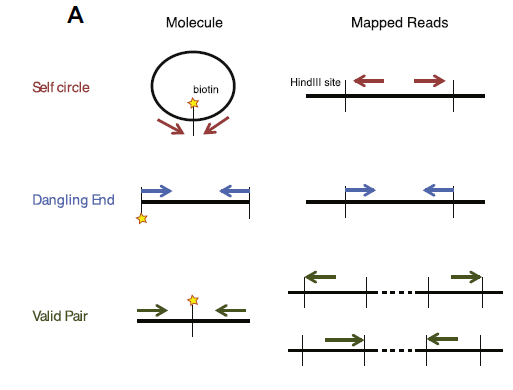 A
Molecule Mapped Reads
Self circle
biotin
HindIII site
Dangling End
Valid Pair